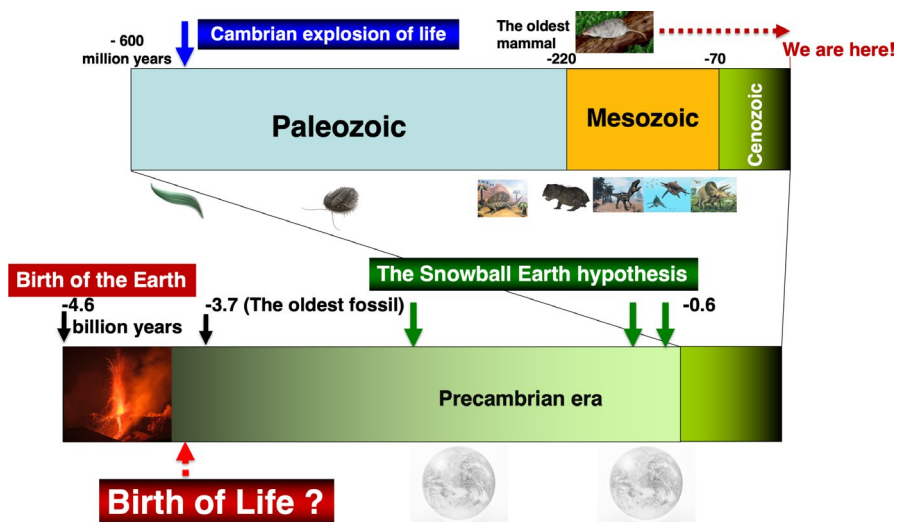 - 600
million years
Cambrian explosion of life
The oldest
mammal
We are here!
-220
-70
Paleozoic
Mesozoic
Cenozoic
Birth of the Earth
The Snowball Earth hypothesis
-4.6
billion years
-3.7 (The oldest fossil)
-0.6
Precambrian era
Birth of Life ?